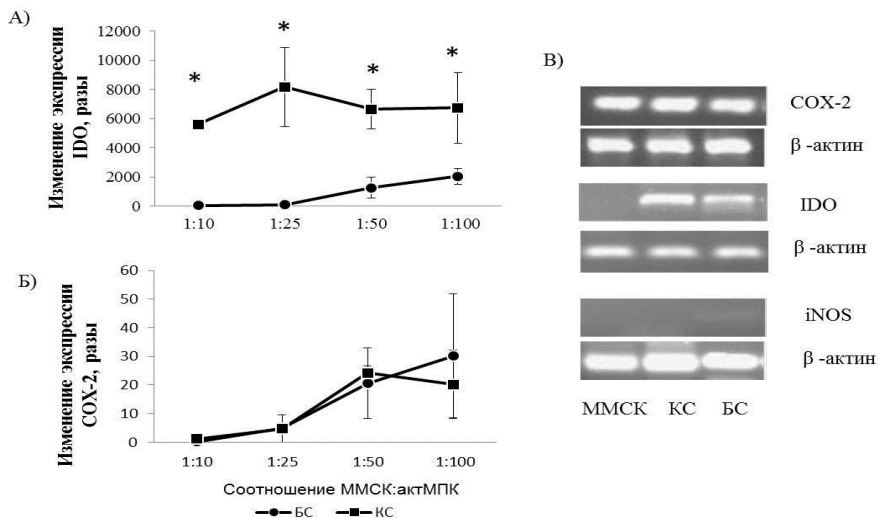 А)
Изменение экспрессии
IDO, разы
12000
10000
8000
6000
4000
2000
0
*
*
*
*
1:10
1:25
1:50
1:100
Б)
Изменение экспрессии
COX-2, разы
60
50
40
30
20
10
0
1:10
1:25
1:50
1:100
Соотношение ММСК:актМПК
БС
КС
В)
COX-2
β -актин
IDO
β -актин
iNOS
β -актин
ММСК КС БС